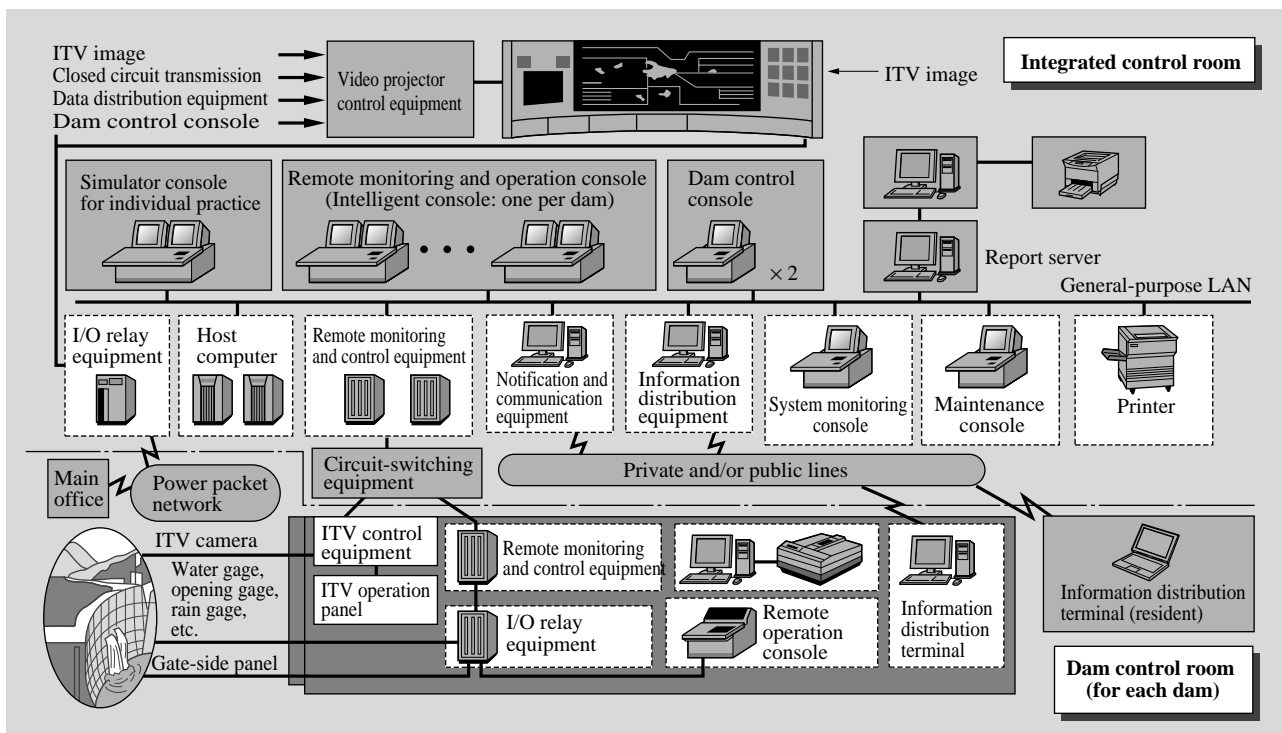 ITV image
Closed circuit transmission
Data distribution equipment
Dam control console
Video projector
control equipment
ITV image
Integrated control room
Simulator console
for individual practice
Remote monitoring and operation console
(Intelligent console: one per dam)
Dam control
console
× 2
Report server
General-purpose LAN
I/O relay
equipment
Host
computer
Remote monitoring
and control equipment
Notification and
communication
equipment
Information
distribution
equipment
System monitoring
console
Maintenance
console
Printer
Main
office
Power packet
network
Circuit-switching
equipment
Private and/or public lines
ITV camera
Water gage,
opening gage,
rain gage,
etc.
Gate-side panel
ITV control
equipment
ITV operation
panel
Remote monitoring
and control equipment
I/O relay
equipment
Remote
operation
console
Information
distribution
terminal
Information distribution
terminal (resident)
Dam control room
(for each dam)